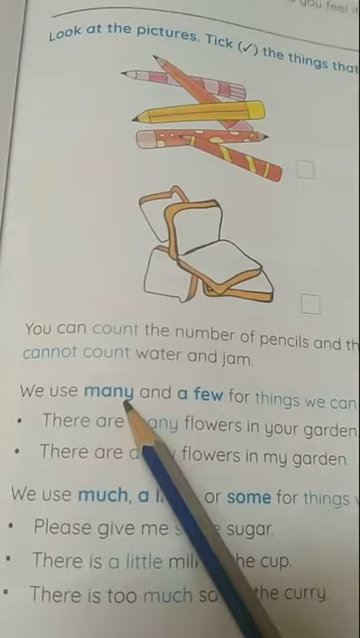 you feel
Look at the pictures. Tick (✓) the things that
You can count the number of pencils and th
cannot count water and jam.
We use many and a few for things we can
• There are any flowers in your garden
• There are a flowers in my garden.
We use much, a li or some for things
• Please give me s e sugar.
• There is a little mil he cup.
• There is too much sa the curry